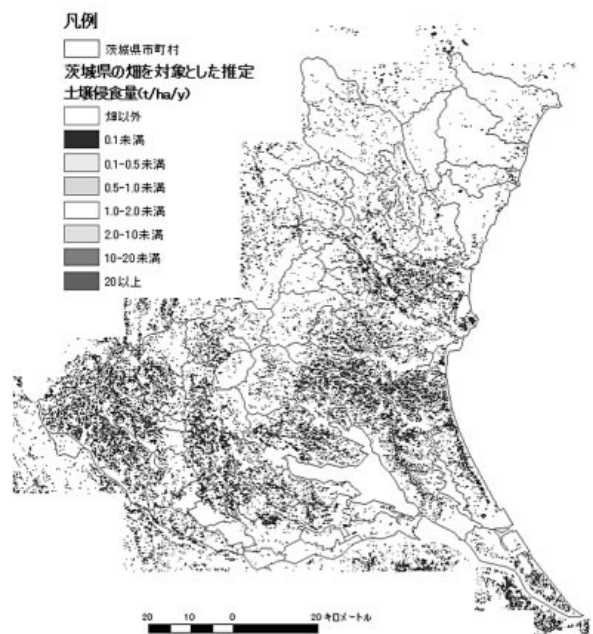 凡例
茨城県市町村
茨城県の畑を対象とした推定
土壌侵食量(t/ha/y)
畑以外
0.1未満
0.1-0.5未満
0.5-1.0未満
1.0-2.0未満
2.0-10未満
10-20未満
20以上
20 10 0 20 キロメートル